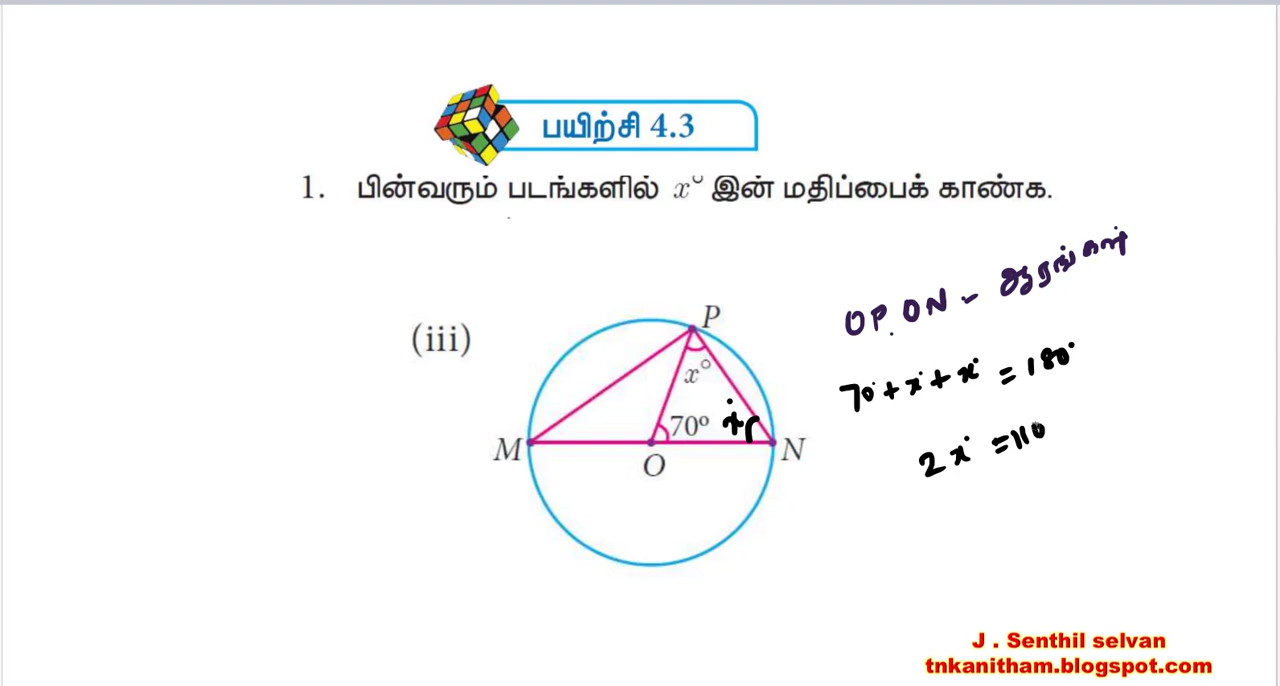 பயிற்சி 4.3
1. பின்வரும் படங்களில் x° இன் மதிப்பைக் காண்க.
(iii)
P
x°
70°
x°
M
O
N
OP, ON - ஆரங்கள்
70° + x° + x° = 180°
2x° = 110
J . Senthil selvan
tnkanitham.blogspot.com